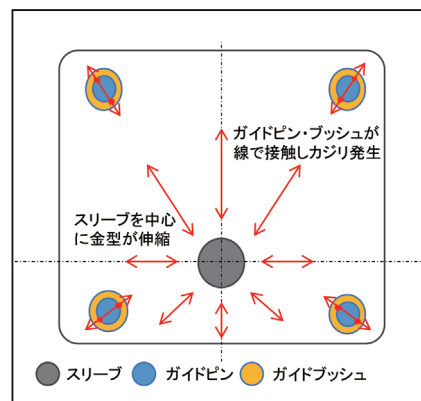 ガイドピン・ブッシュが
線で接触しカジリ発生
スリーブを中心
に金型が伸縮
スリーブ ガイドピン ガイドブッシュ